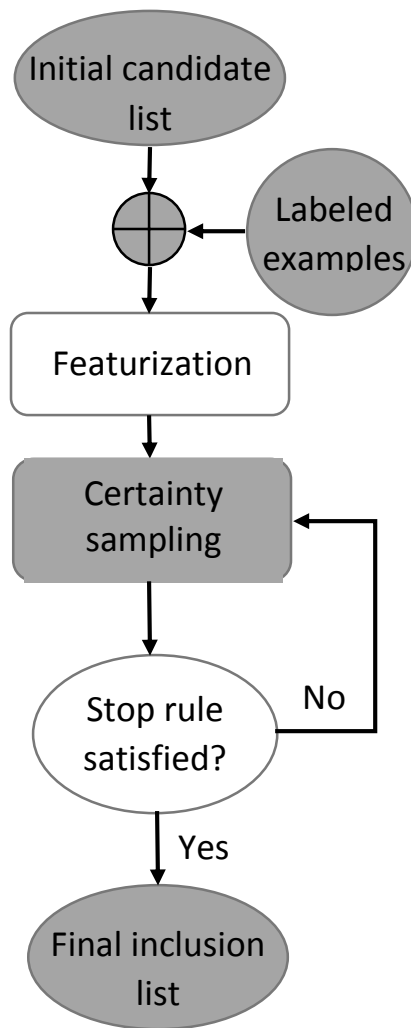 Initial candidate
list
Labeled
examples
Featurization
Certainty
sampling
Stop rule
satisfied?
No
Yes
Final inclusion
list